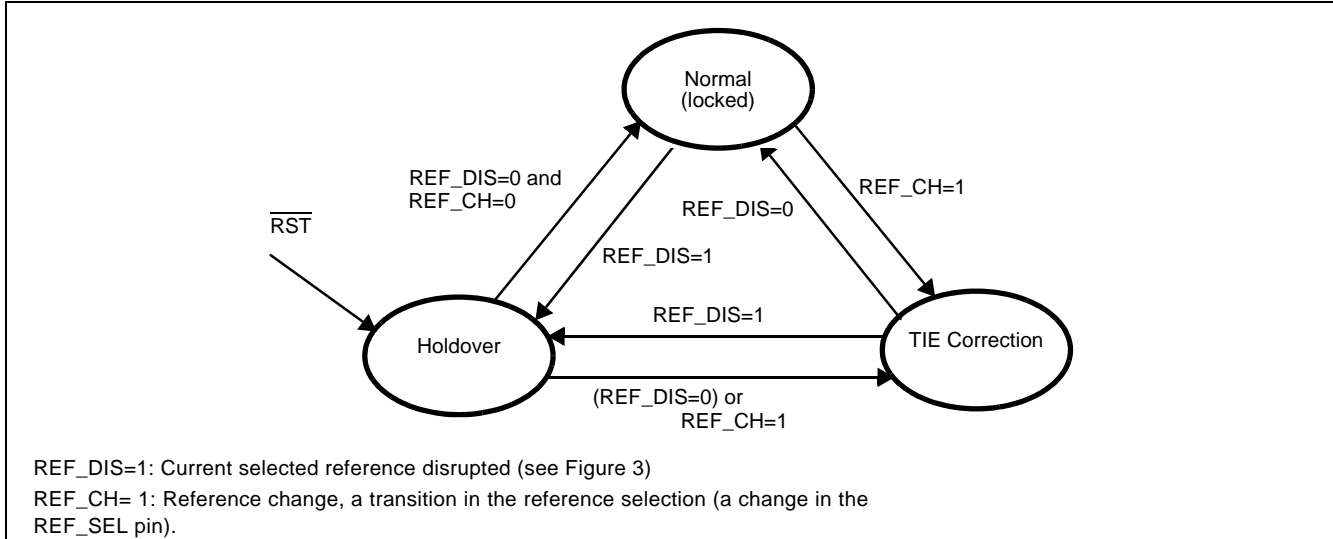 Normal
(locked)
REF_DIS=0 and
REF_CH=0
REF_CH=1
REF_DIS=0
RST
REF_DIS=1
REF_DIS=1
Holdover
TIE Correction
(REF_DIS=0) or
REF_CH=1
REF_DIS=1: Current selected reference disrupted (see Figure 3)
REF_CH= 1: Reference change, a transition in the reference selection (a change in the
REF_SEL pin).